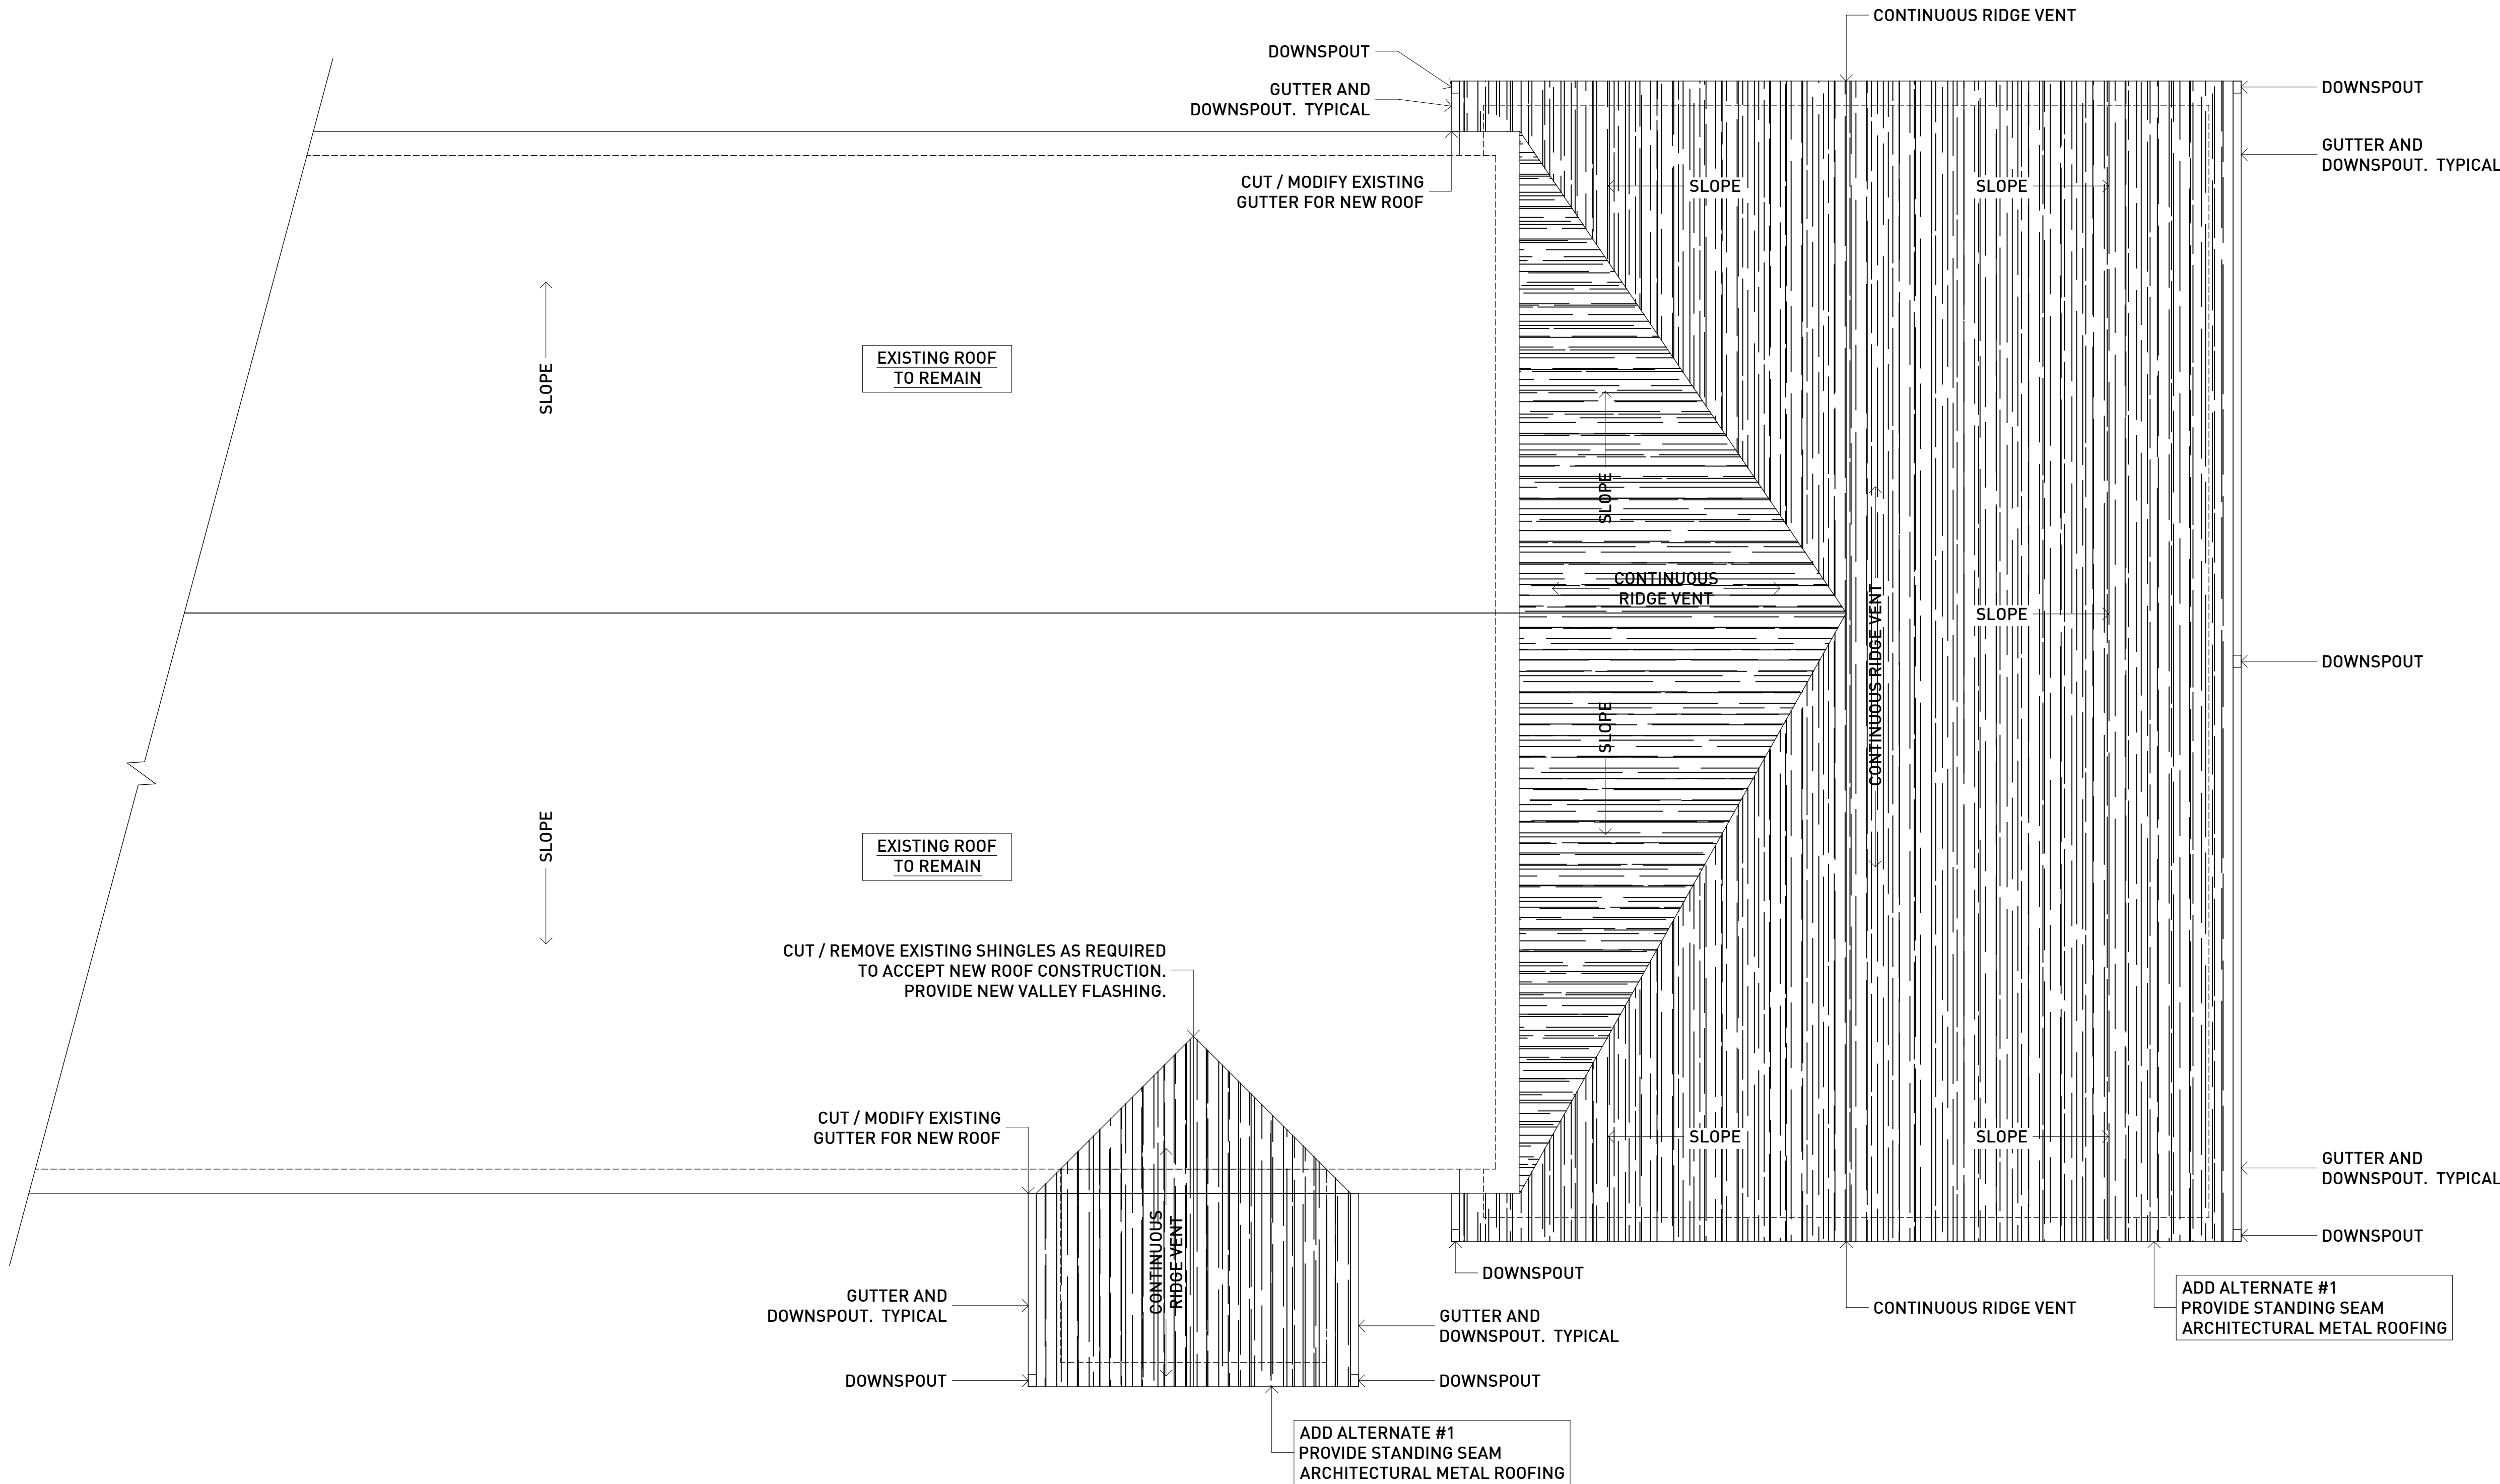 CONTINUOUS RIDGE VENT
DOWNSPOUT
GUTTER AND
DOWNSPOUT. TYPICAL
DOWNSPOUT
GUTTER AND
DOWNSPOUT. TYPICAL
CUT / MODIFY EXISTING
GUTTER FOR NEW ROOF
SLOPE
SLOPE
SLOPE
EXISTING ROOF
TO REMAIN
SLOPE
CONTINUOUS
RIDGE VENT
CONTINUOUS RIDGE VENT
SLOPE
DOWNSPOUT
SLOPE
SLOPE
EXISTING ROOF
TO REMAIN
CUT / REMOVE EXISTING SHINGLES AS REQUIRED
TO ACCEPT NEW ROOF CONSTRUCTION.
PROVIDE NEW VALLEY FLASHING.
CUT / MODIFY EXISTING
GUTTER FOR NEW ROOF
SLOPE
SLOPE
GUTTER AND
DOWNSPOUT. TYPICAL
DOWNSPOUT
CONTINUOUS
RIDGE VENT
DOWNSPOUT
GUTTER AND
DOWNSPOUT. TYPICAL
GUTTER AND
DOWNSPOUT. TYPICAL
CONTINUOUS RIDGE VENT
ADD ALTERNATE #1
PROVIDE STANDING SEAM
ARCHITECTURAL METAL ROOFING
DOWNSPOUT
DOWNSPOUT
ADD ALTERNATE #1
PROVIDE STANDING SEAM
ARCHITECTURAL METAL ROOFING